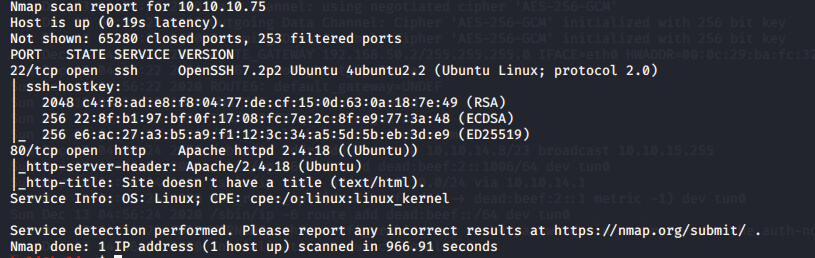 Nmap scan report for 10.10.10.75
Host is up (0.19s latency).
Not shown: 65280 closed ports, 253 filtered ports
PORT   STATE SERVICE VERSION
22/tcp open  ssh     OpenSSH 7.2p2 Ubuntu 4ubuntu2.2 (Ubuntu Linux; protocol 2.0)
| ssh-hostkey:
|   2048 c4:f8:ad:e8:f8:04:77:de:cf:15:0d:63:0a:18:7e:49 (RSA)
|   256 22:8f:b1:97:bf:0f:17:08:fc:7e:2c:8f:e9:77:3a:48 (ECDSA)
|_  256 e6:ac:27:a3:b5:a9:f1:12:3c:34:a5:5d:5b:eb:3d:e9 (ED25519)
80/tcp open  http    Apache httpd 2.4.18 ((Ubuntu))
|_http-server-header: Apache/2.4.18 (Ubuntu)
|_http-title: Site doesn't have a title (text/html).
Service Info: OS: Linux; CPE: cpe:/o:linux:linux_kernel

Service detection performed. Please report any incorrect results at https://nmap.org/submit/ .
Nmap done: 1 IP address (1 host up) scanned in 966.91 seconds